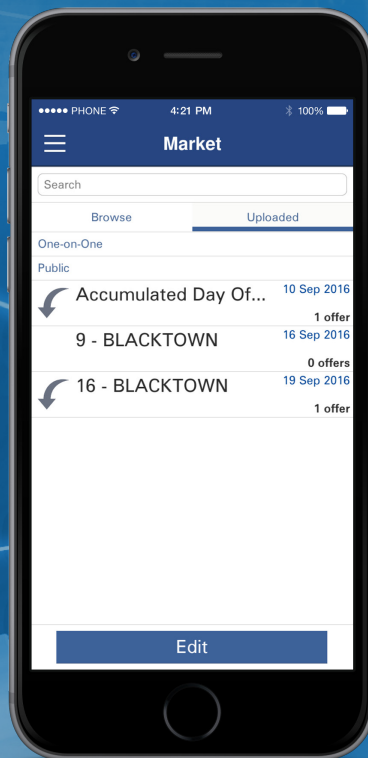 PHONE 4:21 PM 100%
Market
Search
Browse Uploaded
One-on-One
Public
Accumulated Day Of... 10 Sep 2016
1 offer
9 - BLACKTOWN 16 Sep 2016
0 offers
16 - BLACKTOWN 19 Sep 2016
1 offer
Edit